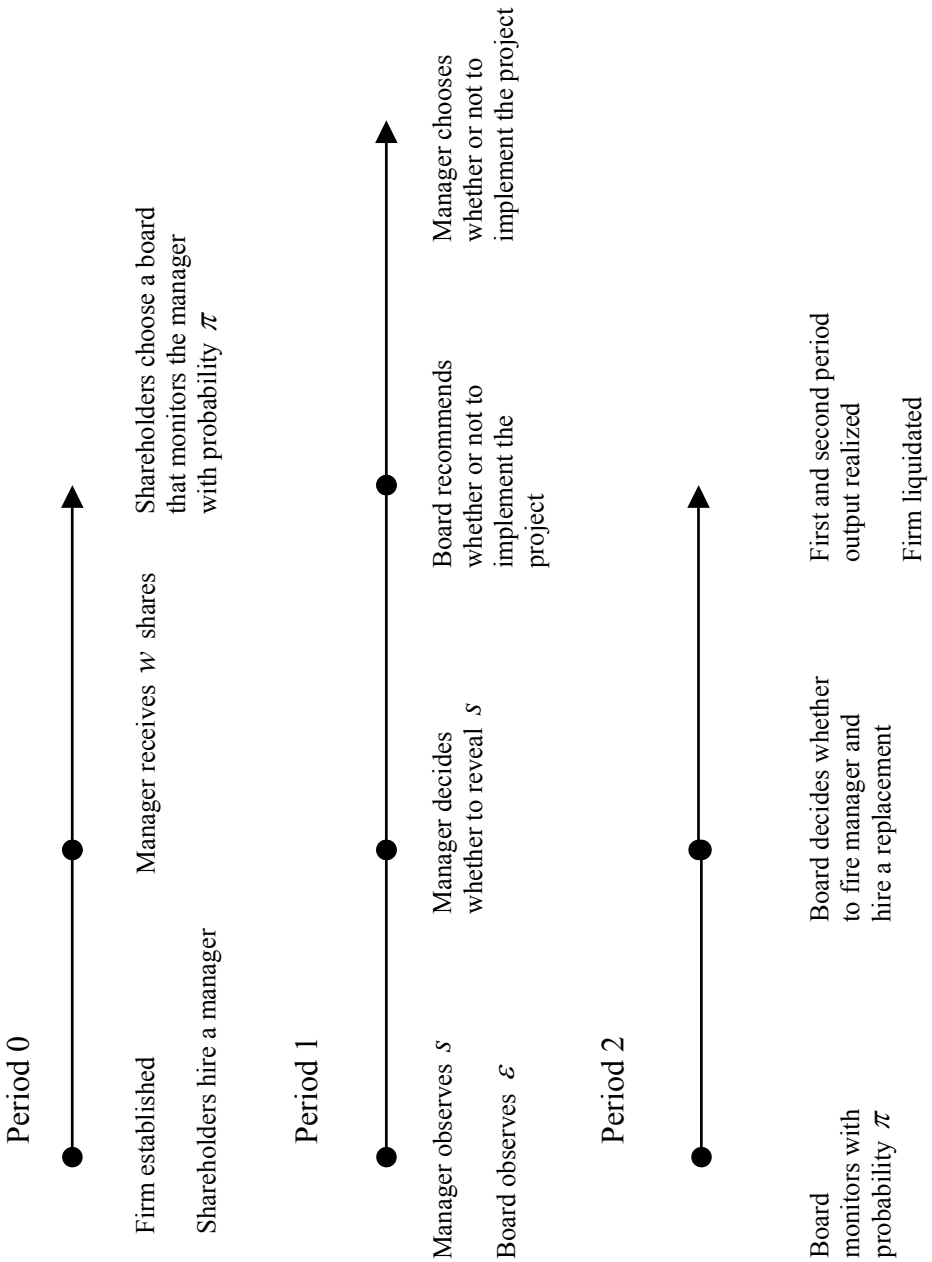 Period 0
Firm established
Shareholders hire a manager
Manager receives w shares
Shareholders choose a board
that monitors the manager
with probability π
Period 1
Manager observes s
Board observes ε
Manager decides
whether to reveal s
Board recommends
whether or not to
implement the
project
Manager chooses
whether or not to
implement the project
Period 2
Board
monitors with
probability π
Board decides whether
to fire manager and
hire a replacement
First and second period
output realized
Firm liquidated